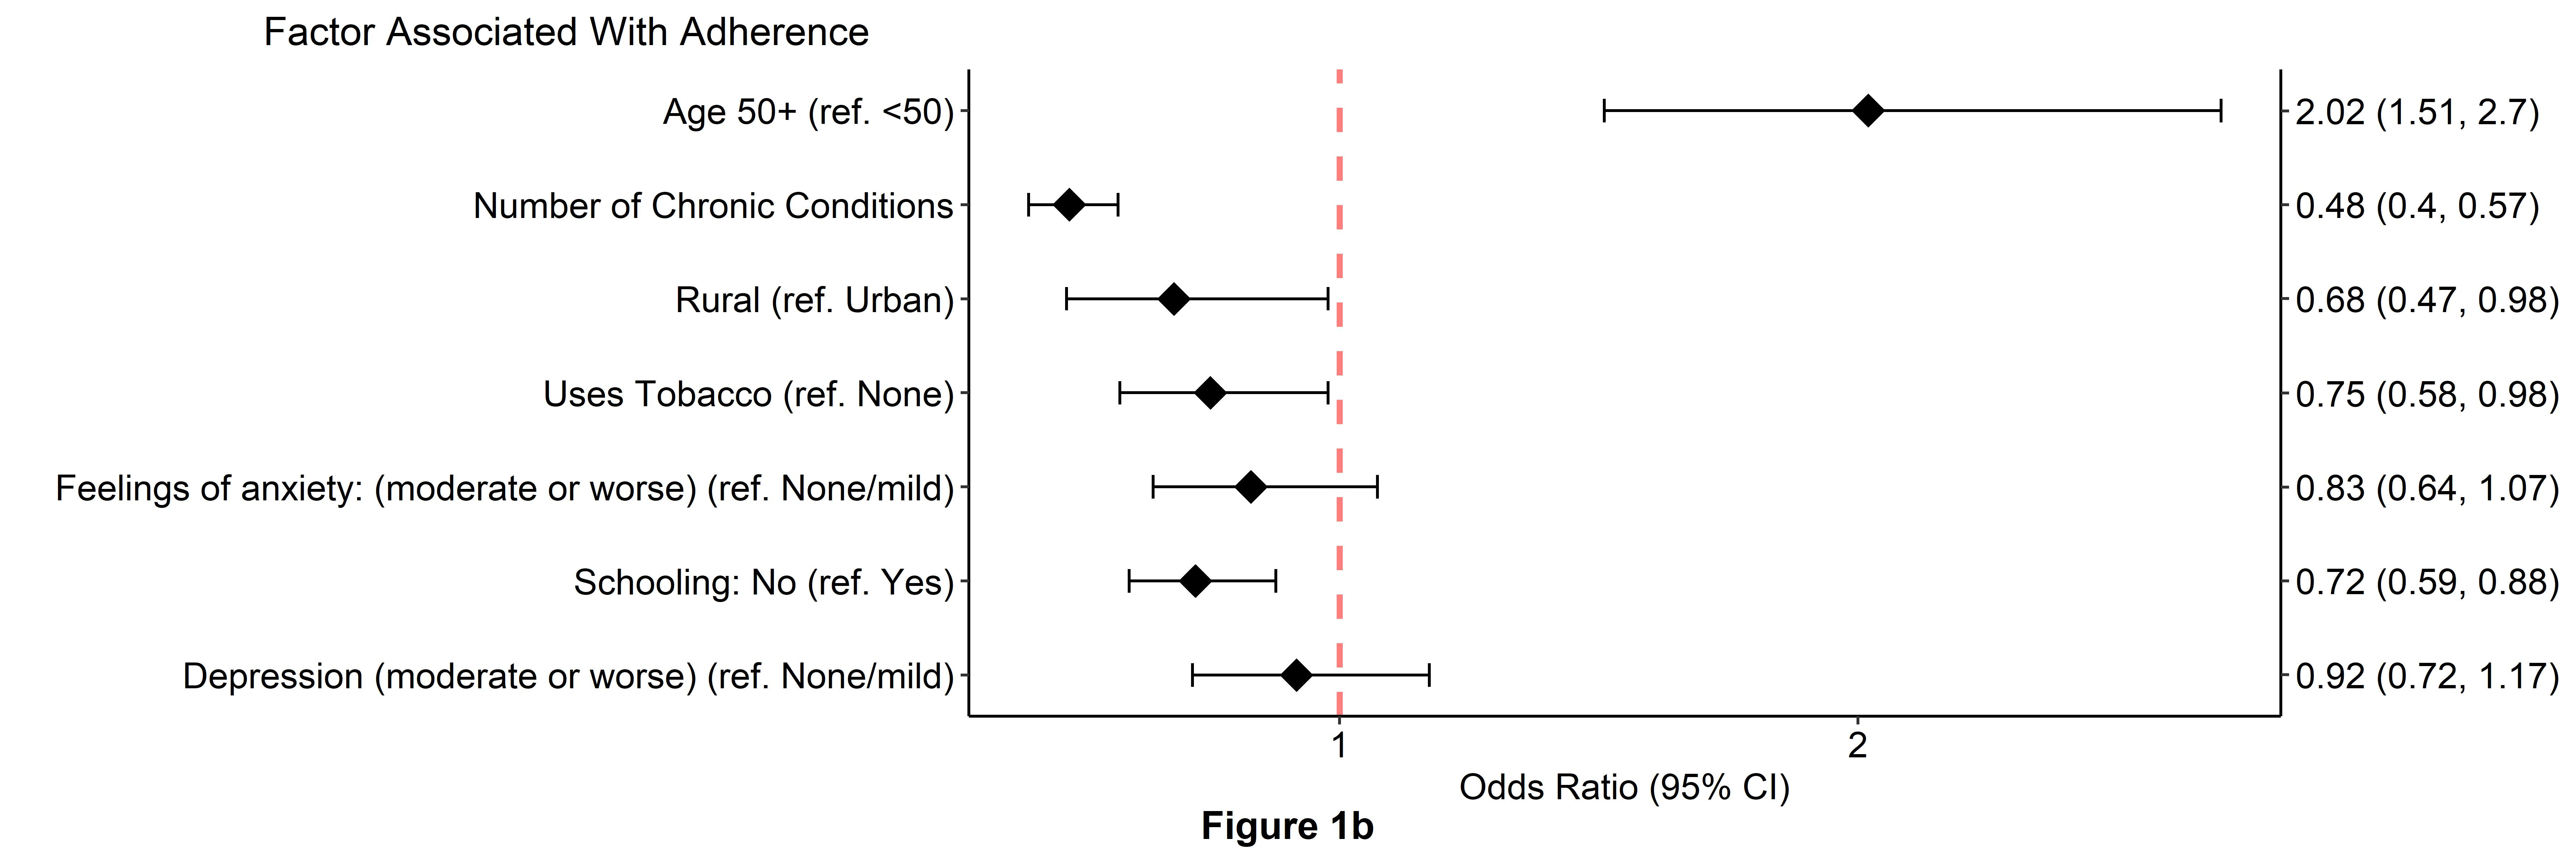 Factor Associated With Adherence
Age 50+ (ref. <50) 2.02 (1.51, 2.7)
Number of Chronic Conditions 0.48 (0.4, 0.57)
Rural (ref. Urban) 0.68 (0.47, 0.98)
Uses Tobacco (ref. None) 0.75 (0.58, 0.98)
Feelings of anxiety: (moderate or worse) (ref. None/mild) 0.83 (0.64, 1.07)
Schooling: No (ref. Yes) 0.72 (0.59, 0.88)
Depression (moderate or worse) (ref. None/mild) 0.92 (0.72, 1.17)
1 2
Odds Ratio (95% CI)
Figure 1b